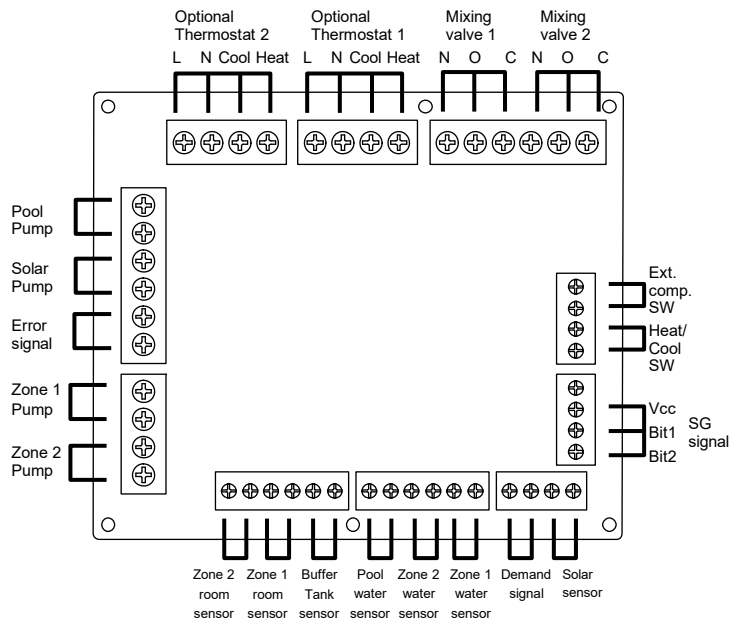 Optional
Thermostat 2
L N Cool Heat
Optional
Thermostat 1
L N Cool Heat
Mixing
valve 1
N O C
Mixing
valve 2
N O C
Pool
Pump
Solar
Pump
Error
signal
Zone 1
Pump
Zone 2
Pump
Ext.
comp.
SW
Heat/
Cool
SW
Vcc
Bit1
Bit2
SG
signal
Zone 2
room
sensor
Zone 1
room
sensor
Buffer
Tank
sensor
Pool
water
sensor
Zone 2
water
sensor
Zone 1
water
sensor
Demand
signal
Solar
sensor